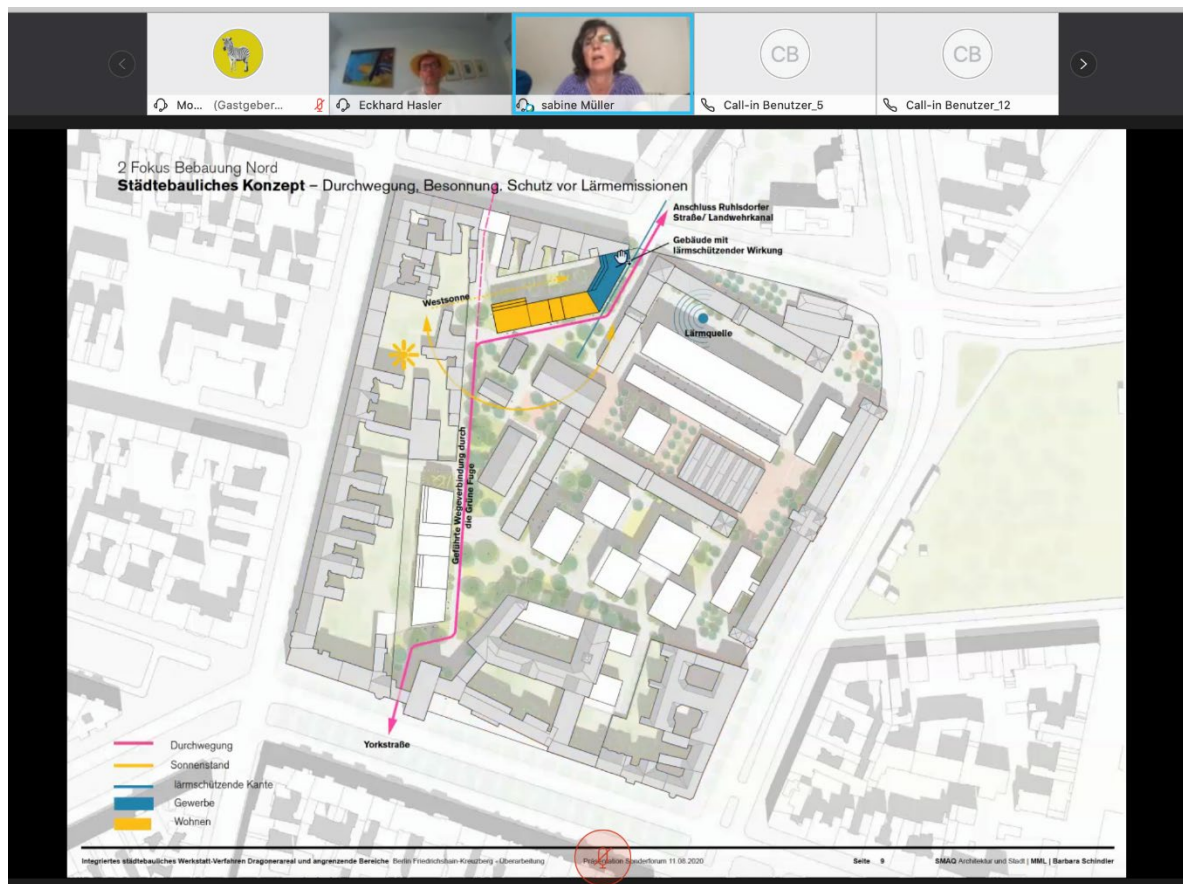 Mo... (Gastgeber...
Eckhard Hasler
sabine Müller
CB
Call-in Benutzer_5
CB
Call-in Benutzer_12
2 Fokus Bebauung Nord
Städtebauliches Konzept – Durchwegung, Besonnung, Schutz vor Lärmemissionen
Anschluss Ruhlsdorfer
Straße/ Landwehrkanal
Gebäude mit
lärmschützender Wirkung
Westsonne
Lärmquelle
Geführte Wegeverbindung durch
die Grüne Fuge
Yorkstraße
Durchwegung
Sonnenstand
lärmschützende Kante
Gewerbe
Wohnen
Integriertes städtebauliches Werkstatt-Verfahren Dragonerareal und angrenzende Bereiche Berlin Friedrichshain-Kreuzberg - Überarbeitung Präsentation Sonderforum 11.08.2020 Seite 9 SMAQ Architektur und Stadt | MML | Barbara Schindler